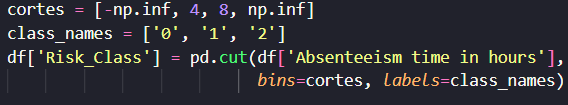 cortes = [-np.inf, 4, 8, np.inf]
class_names = ['0', '1', '2']
df['Risk_Class'] = pd.cut(df['Absenteeism time in hours'],
bins=cortes, labels=class_names)